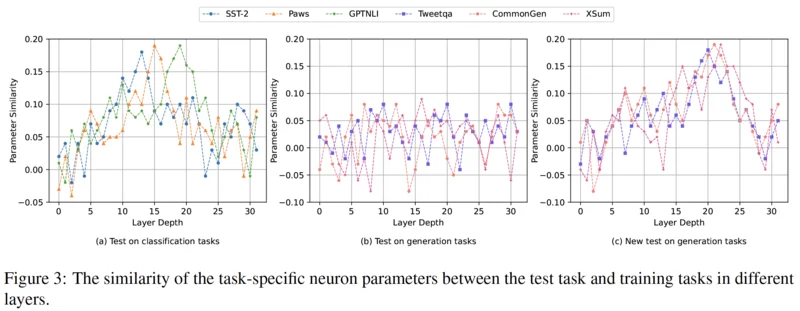 SST-2 Paws GPTNLI Tweetqa CommonGen XSum
0.20 0.15 0.10 0.05 0.00 -0.05
Parameter Similarity
0 5 10 15 20 25 30
Layer Depth
(a) Test on classification tasks
0.20 0.15 0.10 0.05 0.00 -0.05 -0.10
Parameter Similarity
0 5 10 15 20 25 30
Layer Depth
(b) Test on generation tasks
0.20 0.15 0.10 0.05 0.00 -0.05 -0.10
Parameter Similarity
0 5 10 15 20 25 30
Layer Depth
(c) New test on generation tasks
Figure 3: The similarity of the task-specific neuron parameters between the test task and training tasks in different
layers.